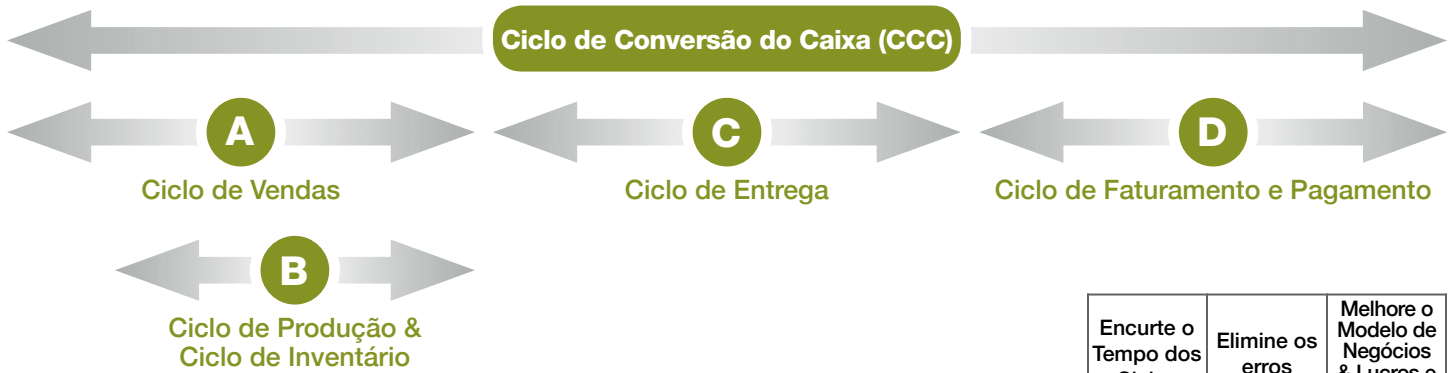 Ciclo de Conversão do Caixa (CCC)
A
Ciclo de Vendas
C
Ciclo de Entrega
D
Ciclo de Faturamento e Pagamento
B
Ciclo de Produção &
Ciclo de Inventário
Encurte o
Tempo dos
Elimine os
erros
Melhore o
Modelo de
Negócios
& Lucros e